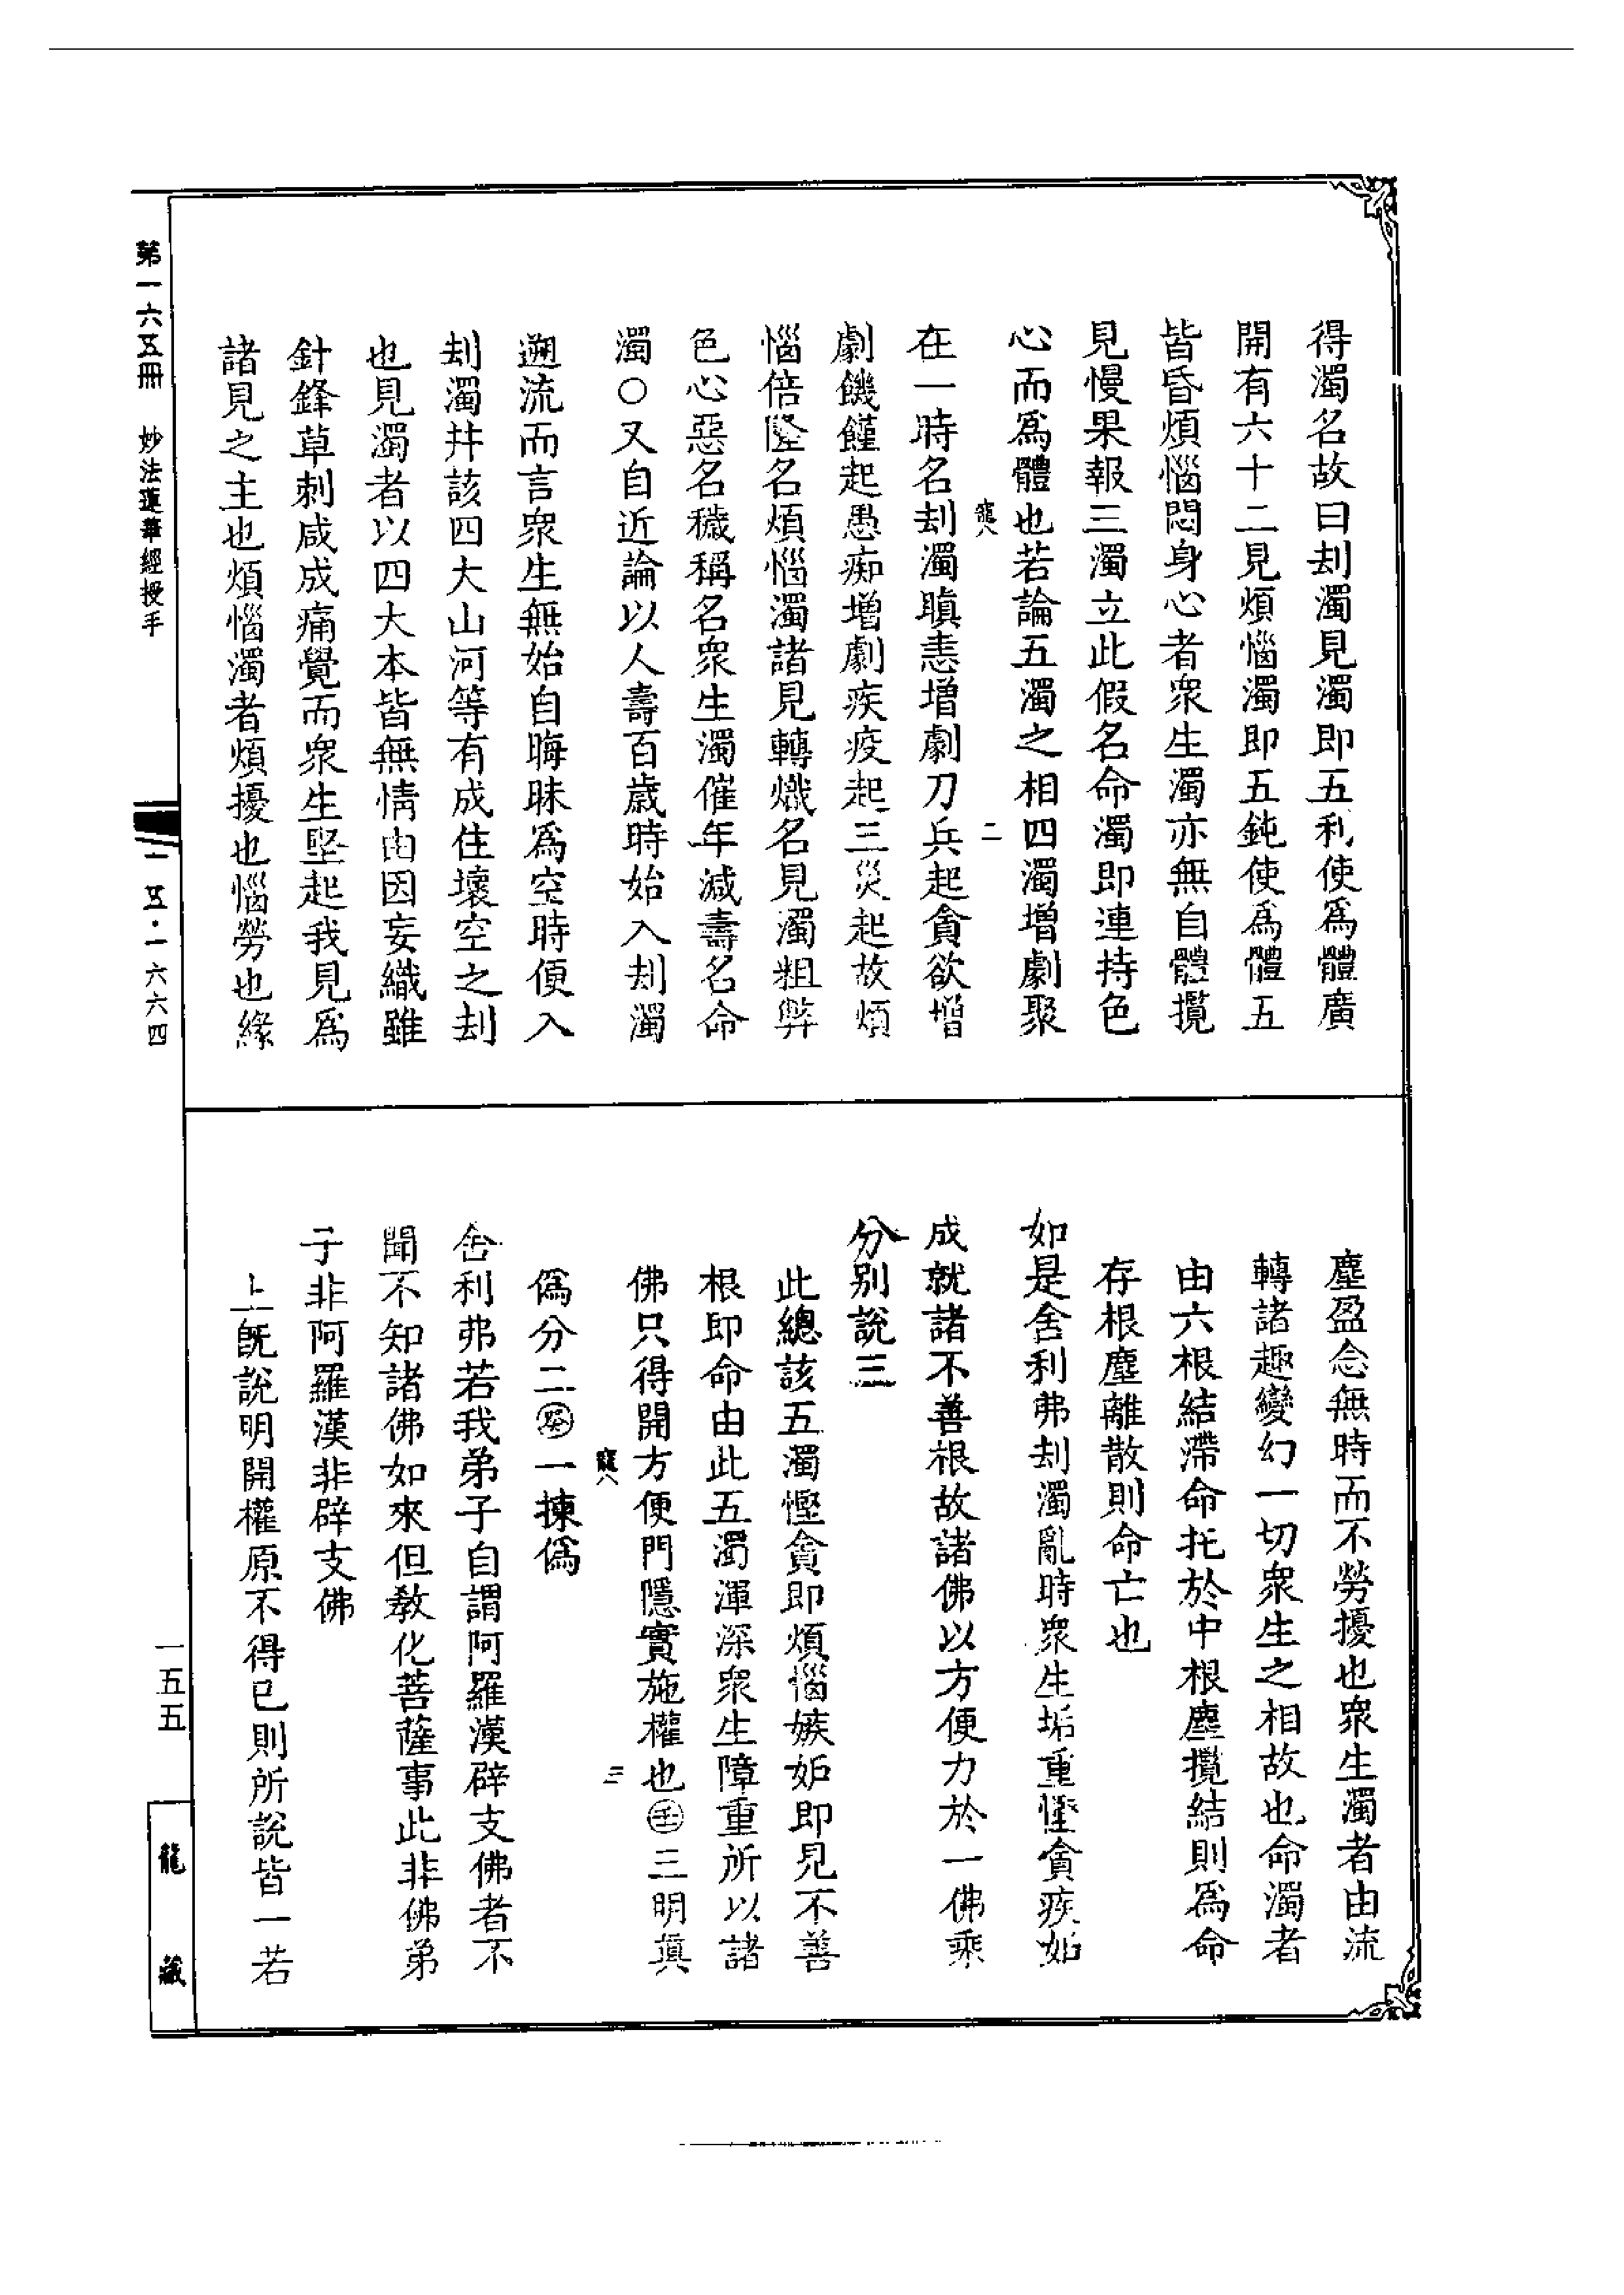 得濁名故曰刦濁見濁即五利使爲體廣
開有六十二見煩惱濁即五鈍使爲體五
皆昏煩惱悶身心者衆生濁亦無自體攬
見慢果報三濁立此假名命濁即連持色
心而爲體也若論五濁之相四濁增劇聚
寵八
二
在一時名刦濁瞋恚增劇刀兵起貪欲增
劇饑饉起愚痴增劇疾疫起三災起故煩
惱倍隆名煩惱濁諸見轉熾名見濁粗弊
色心惡名穢稱名衆生濁催年減壽名命
濁○又自近論以人壽百歲時始入刦濁
遡流而言衆生無始自晦昧爲空時便入
刦濁幷該四大山河等有成住壞空之刦
也見濁者以四大本皆無情由因妄織雖
針鋒草刺咸成痛覺而衆生堅起我見爲
諸見之主也煩惱濁者煩擾也惱勞也緣
塵盈念無時而不勞擾也衆生濁者由流
轉諸趣變幻一切衆生之相故也命濁者
由六根結滯命托於中根塵攬結則爲命
存根塵離散則命亡也
如是舍利弗刦濁亂時衆生垢重慳貪疾妬
成就諸不善根故諸佛以方便力於一佛乘
分別說三
此總該五濁慳貪即煩惱嫉妬即見不善
根即命由此五濁渾深衆生障重所以諸
佛只得開方便門隱實施權也㊣三明眞
寵八
三
僞分二一揀僞
舍利弗若我弟子自謂阿羅漢辟支佛者不
聞不知諸佛如來但教化菩薩事此非佛弟
子非阿羅漢非辟支佛
上旣說明開權原不得已則所說皆一若
第一六五冊 妙法蓮華經授手
一五·一六六四
一五五
龍藏